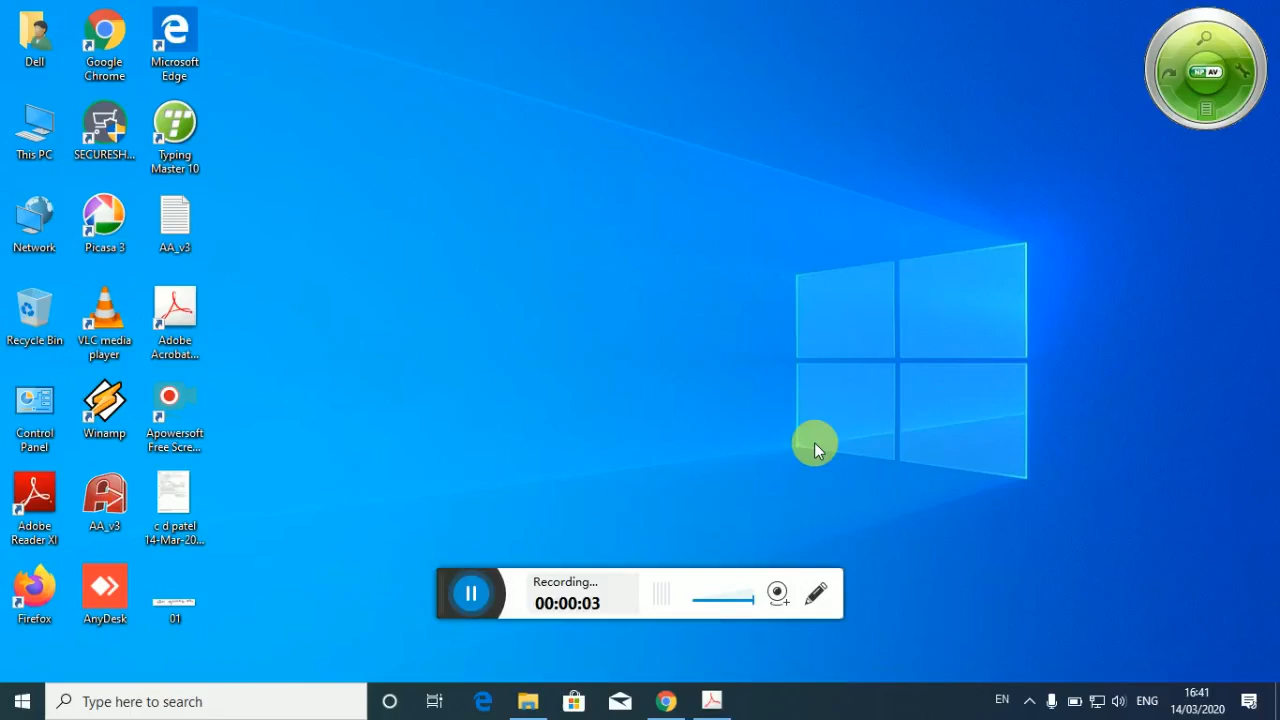 Dell
Google
Chrome
Microsoft
Edge
This PC
SECURESH...
Typing
Master 10
Network
Picasa 3
AA_v3
Recycle Bin
VLC media
player
Adobe
Acrobat...
Control
Panel
Winamp
Apowersoft
Free Scre...
Adobe
Reader XI
AA_v3
c d patel
14-Mar-20...
Firefox
AnyDesk
01
NP AV
Recording...
00:00:03
Type here to search
EN
ENG
16:41
14/03/2020